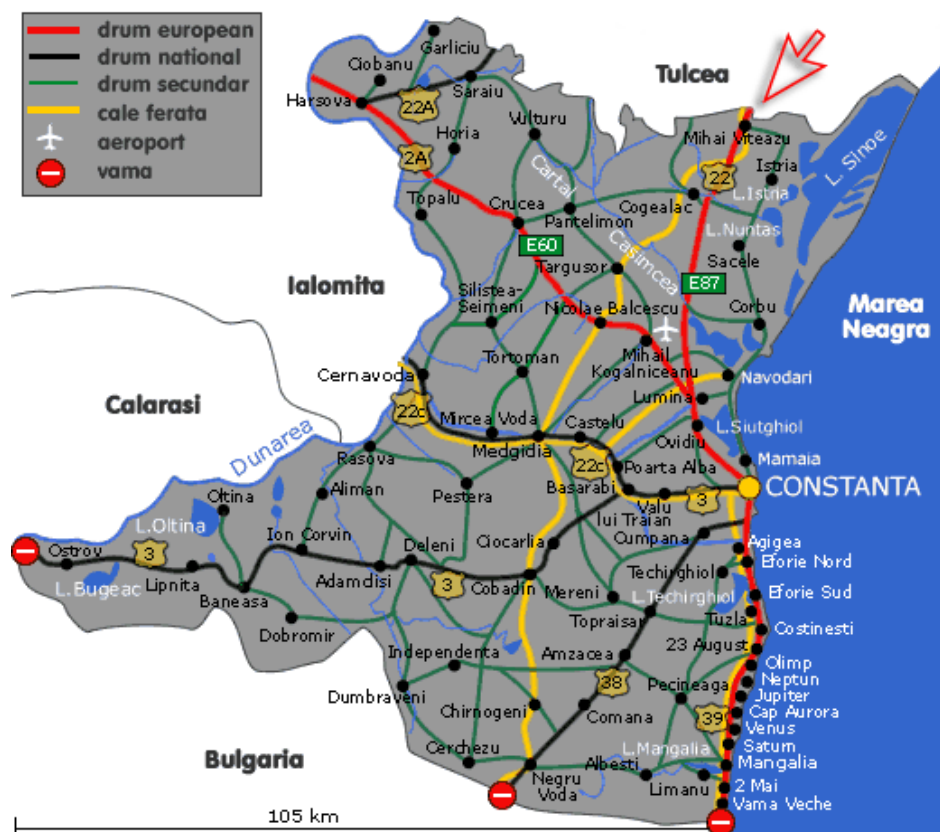 drum european
drum national
drum secundar
cale ferata
aeroport
vama
Garliciu
Ciobanu
Tulcea
Harsova
Saraiu
22A
Vulturu
Mihai Viteazu
Horia
2A
L. Sinoe
Istria
22
Cartal
L.Istria
Topalu
Crucea
Cogealac
Pantelimon
L.Nuntas
E60
Casimcea
Sacele
Targusor
Ialomita
E87
Silistea-
Seimeni
Corbu
Marea
Neagra
Nicolae Balcescu
Tortoman
Mihail
Kogalniceanu
Cernavoda
Navodari
Lumina
Calarasi
22c
Mircea Voda
Castelu
L.Siutghiol
Ovidiu
Dunarea
Medgidia
Rasova
22c
Poarta Alba
Mamaia
Pestera
Basarabi
CONSTANTA
Oltina
Aliman
Valu
3
lui Traian
L.Oltina
Ion Corvin
Cumpana
Ciocarlia
Agigea
Deleni
Ostrov
3
Eforie Nord
L.Bugeac
Lipnita
Adamclisi
3
Cobadin
Techirghiol
Baneasa
Mereni
L.Techirghiol
Eforie Sud
Topraisar
Tuzla
Dobromir
Costinesti
23 August
Independenta
Amzacea
Olimp
Neptun
38
Pecineaga
Dumbraveni
Jupiter
Chirnogeni
Comana
39
Cap Aurora
Venus
Cerchezu
L.Mangalia
Saturn
Bulgaria
Albesti
Mangalia
Negru
Voda
Limanu
2 Mai
Vama Veche
105 km